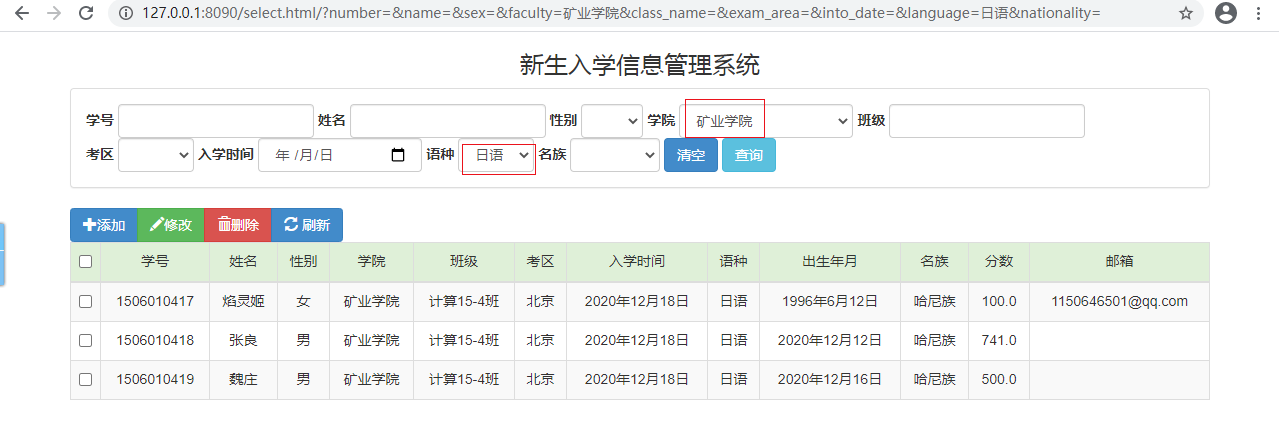 127.0.0.1:8090/select.html/?number=&name=&sex=&faculty=矿业学院&class_name=&exam_area=&into_date=&language=日语&nationality=
新生入学信息管理系统
学号 姓名 性别 学院 矿业学院 班级
考区 入学时间 年 /月/日 语种 日语 名族 清空 查询
添加 修改 删除 刷新
学号 姓名 性别 学院 班级 考区 入学时间 语种 出生年月 名族 分数 邮箱
1506010417 焰灵姬 女 矿业学院 计算15-4班 北京 2020年12月18日 日语 1996年6月12日 哈尼族 100.0 1150646501@qq.com
1506010418 张良 男 矿业学院 计算15-4班 北京 2020年12月18日 日语 2020年12月12日 哈尼族 741.0
1506010419 魏庄 男 矿业学院 计算15-4班 北京 2020年12月18日 日语 2020年12月16日 哈尼族 500.0